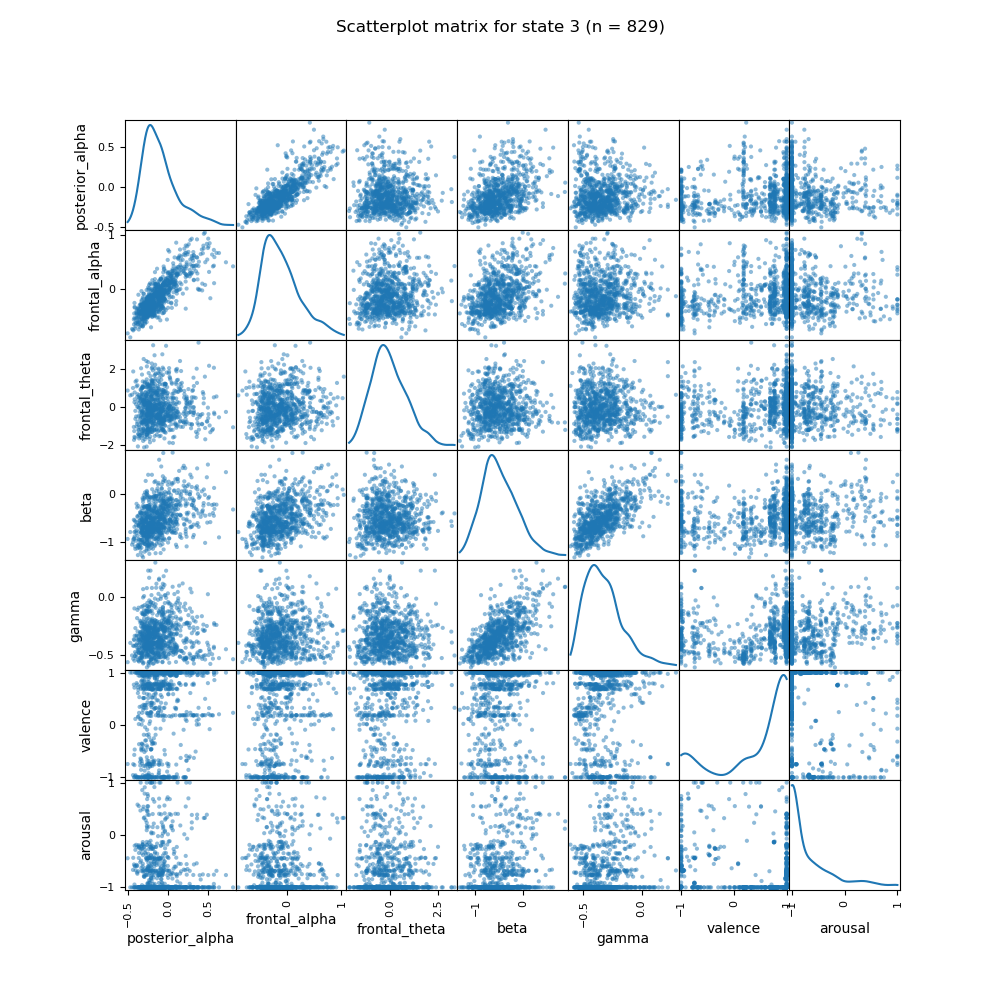 Scatterplot matrix for state 3 (n = 829)
posterior_alpha
0.5
0.0
−0.5
frontal_alpha
1
0
frontal_theta
2
0
−2
beta
0
−1
gamma
0.0
−0.5
valence
1
0
−1
arousal
1
0
−1
−0.5 0.0 0.5
posterior_alpha
0 1
frontal_alpha
0.0 2.5
frontal_theta
−1 0
beta
−0.5 0.0
gamma
−1 0 1
valence
−1 0 1
arousal